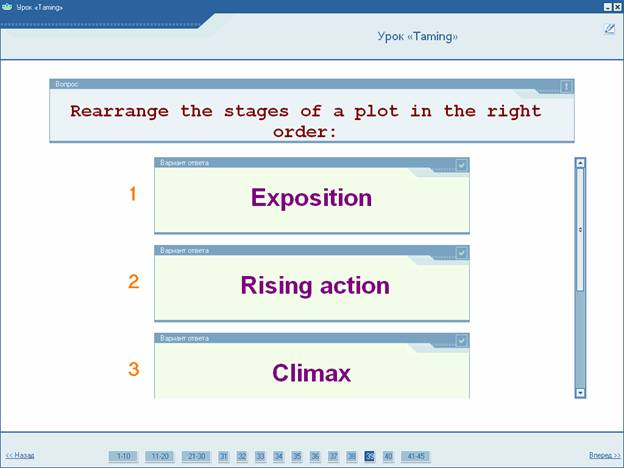 Урок «Taming»
Урок «Taming»
Вопрос
Rearrange the stages of a plot in the right
order:
Вариант ответа
1
Exposition
Вариант ответа
2
Rising action
Вариант ответа
3
Climax
<< Назад 1-10 11-20 21-30 31 32 33 34 35 36 37 38 39 40 41-45 Вперед >>